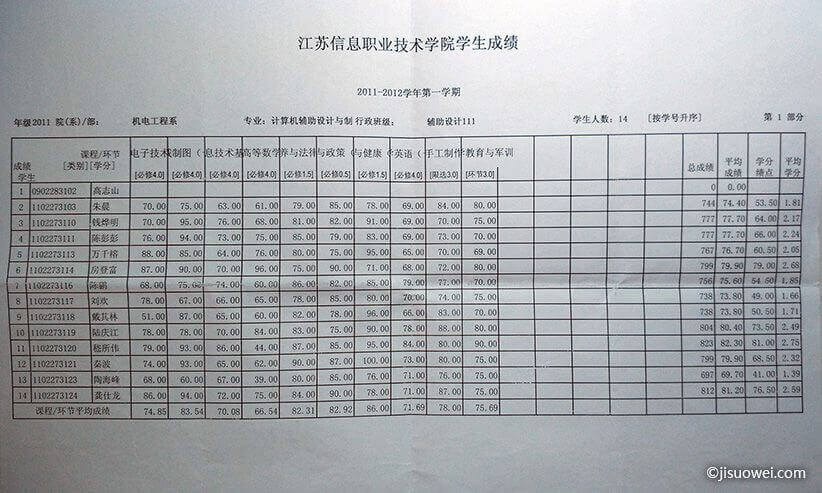 江苏信息职业技术学院学生成绩
2011-2012学年第一学期
年级2011 院(系)/部: 机电工程系 专业: 计算机辅助设计与制 行政班级: 辅助设计111 学生人数: 14 [按学号升序] 第 1 部分
课程/环节 电子技术 戒制图( 息技术基 高等数学 养与法律 与政策( 与健康( 英语( 手工制作 教育与军训
成绩 [类别][学分] [必修4.0] [必修4.0] [必修4.0] [必修4.0] [必修1.5] [必修0.5] [必修1.5] [必修4.0] [限选3.0] [环节3.0] 总成绩 平均成绩 学分绩点 平均学分
学生
1 0902283102 高志山 0 0.00
2 1102273103 朱晨 70.00 75.00 63.00 61.00 79.00 85.00 78.00 69.00 84.00 80.00 744 74.40 53.50 1.81
3 1102273110 钱烨明 70.00 95.00 76.00 68.00 81.00 82.00 91.00 69.00 70.00 75.00 777 77.70 64.00 2.17
4 1102273111 陈彭彭 76.00 94.00 73.00 75.00 85.00 79.00 83.00 69.00 73.00 70.00 777 77.70 66.00 2.24
5 1102273113 万千榕 88.00 85.00 64.00 76.00 80.00 75.00 95.00 65.00 70.00 69.00 767 76.70 60.50 2.05
6 1102273114 房登富 87.00 90.00 70.00 96.00 75.00 90.00 71.00 68.00 72.00 80.00 799 79.90 79.00 2.68
7 1102273116 陈鹂 68.00 75.00 74.00 60.00 86.00 82.00 85.00 79.00 77.00 70.00 756 75.60 54.50 1.85
8 1102273117 刘欢 78.00 67.00 66.00 65.00 78.00 85.00 80.00 70.00 74.00 75.00 738 73.80 49.00 1.66
9 1102273118 戴其林 51.00 87.00 65.00 60.00 82.00 78.00 96.00 66.00 83.00 70.00 738 73.80 50.50 1.71
10 1102273119 陆庆江 78.00 78.00 70.00 84.00 83.00 75.00 90.00 78.00 88.00 80.00 804 80.40 73.50 2.49
11 1102273120 嵇所伟 79.00 93.00 86.00 44.00 87.00 85.00 95.00 84.00 80.00 90.00 823 82.30 81.00 2.75
12 1102273121 秦波 74.00 93.00 65.00 62.00 90.00 87.00 100.00 73.00 80.00 75.00 799 79.90 68.50 2.32
13 1102273123 陶海峰 68.00 60.00 67.00 39.00 80.00 85.00 76.00 71.00 76.00 75.00 697 69.70 41.00 1.39
14 1102273124 龚仕龙 86.00 94.00 72.00 75.00 84.00 90.00 78.00 71.00 87.00 75.00 812 81.20 76.50 2.59
课程/环节平均成绩 74.85 83.54 70.08 66.54 82.31 82.92 86.00 71.69 78.00 75.69
©jisuowei.com